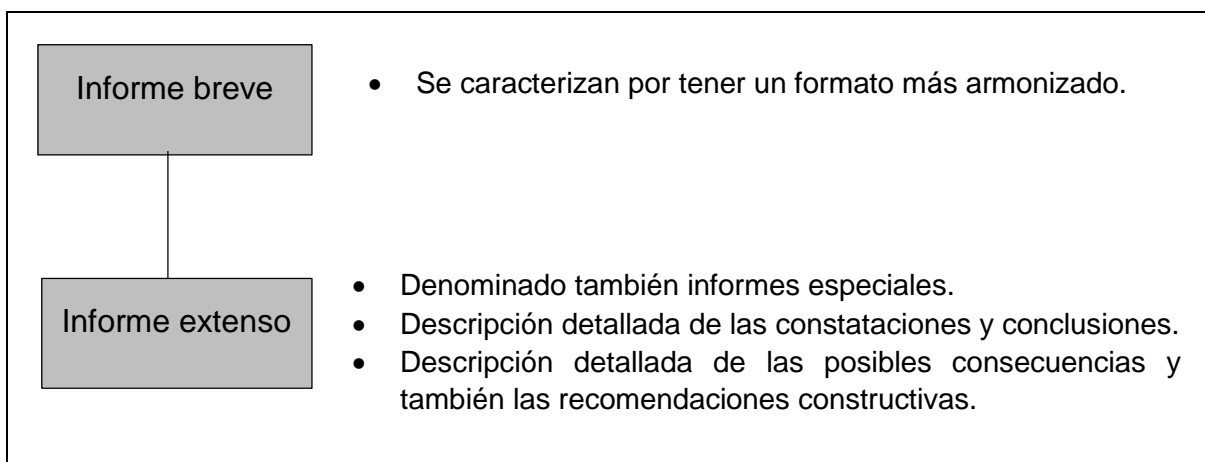 Informe breve
• Se caracterizan por tener un formato más armonizado.
Informe extenso
• Denominado también informes especiales.
• Descripción detallada de las constataciones y conclusiones.
• Descripción detallada de las posibles consecuencias y
también las recomendaciones constructivas.